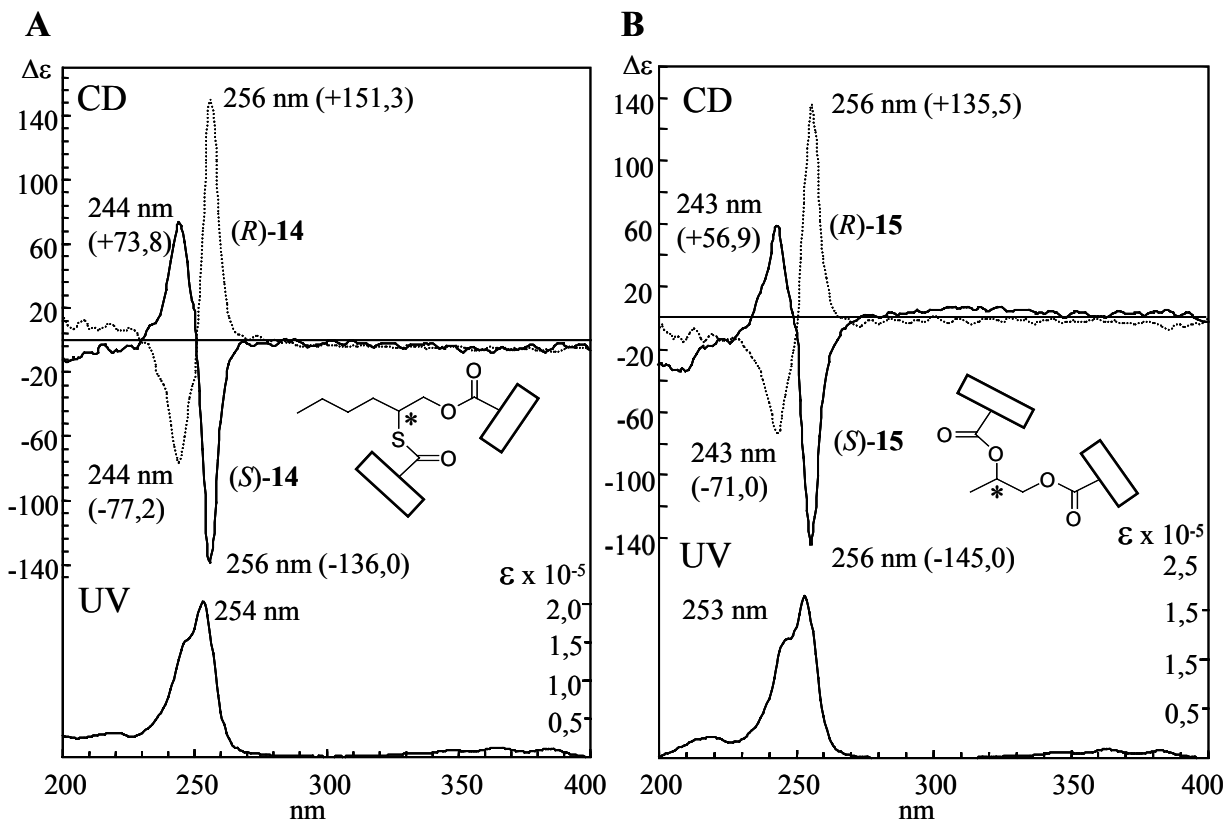 A
Δε
CD
140
100
60
20
-20
-60
-100
-140
256 nm (+151,3)
244 nm
(+73,8)
(R)-14
O
O
*
S
O
244 nm
(-77,2)
(S)-14
256 nm (-136,0)
UV
254 nm
ε x 10-5
2,0
1,5
1,0
0,5
200
300
350
400
nm
B
Δε
CD
140
100
60
20
-20
-60
-100
-140
256 nm (+135,5)
243 nm
(+56,9)
(R)-15
243 nm
(-71,0)
(S)-15
O
O
O
*
O
256 nm (-145,0)
UV
253 nm
ε x 10-5
2,5
1,5
1,5
0,5
200
250
300
350
400
nm